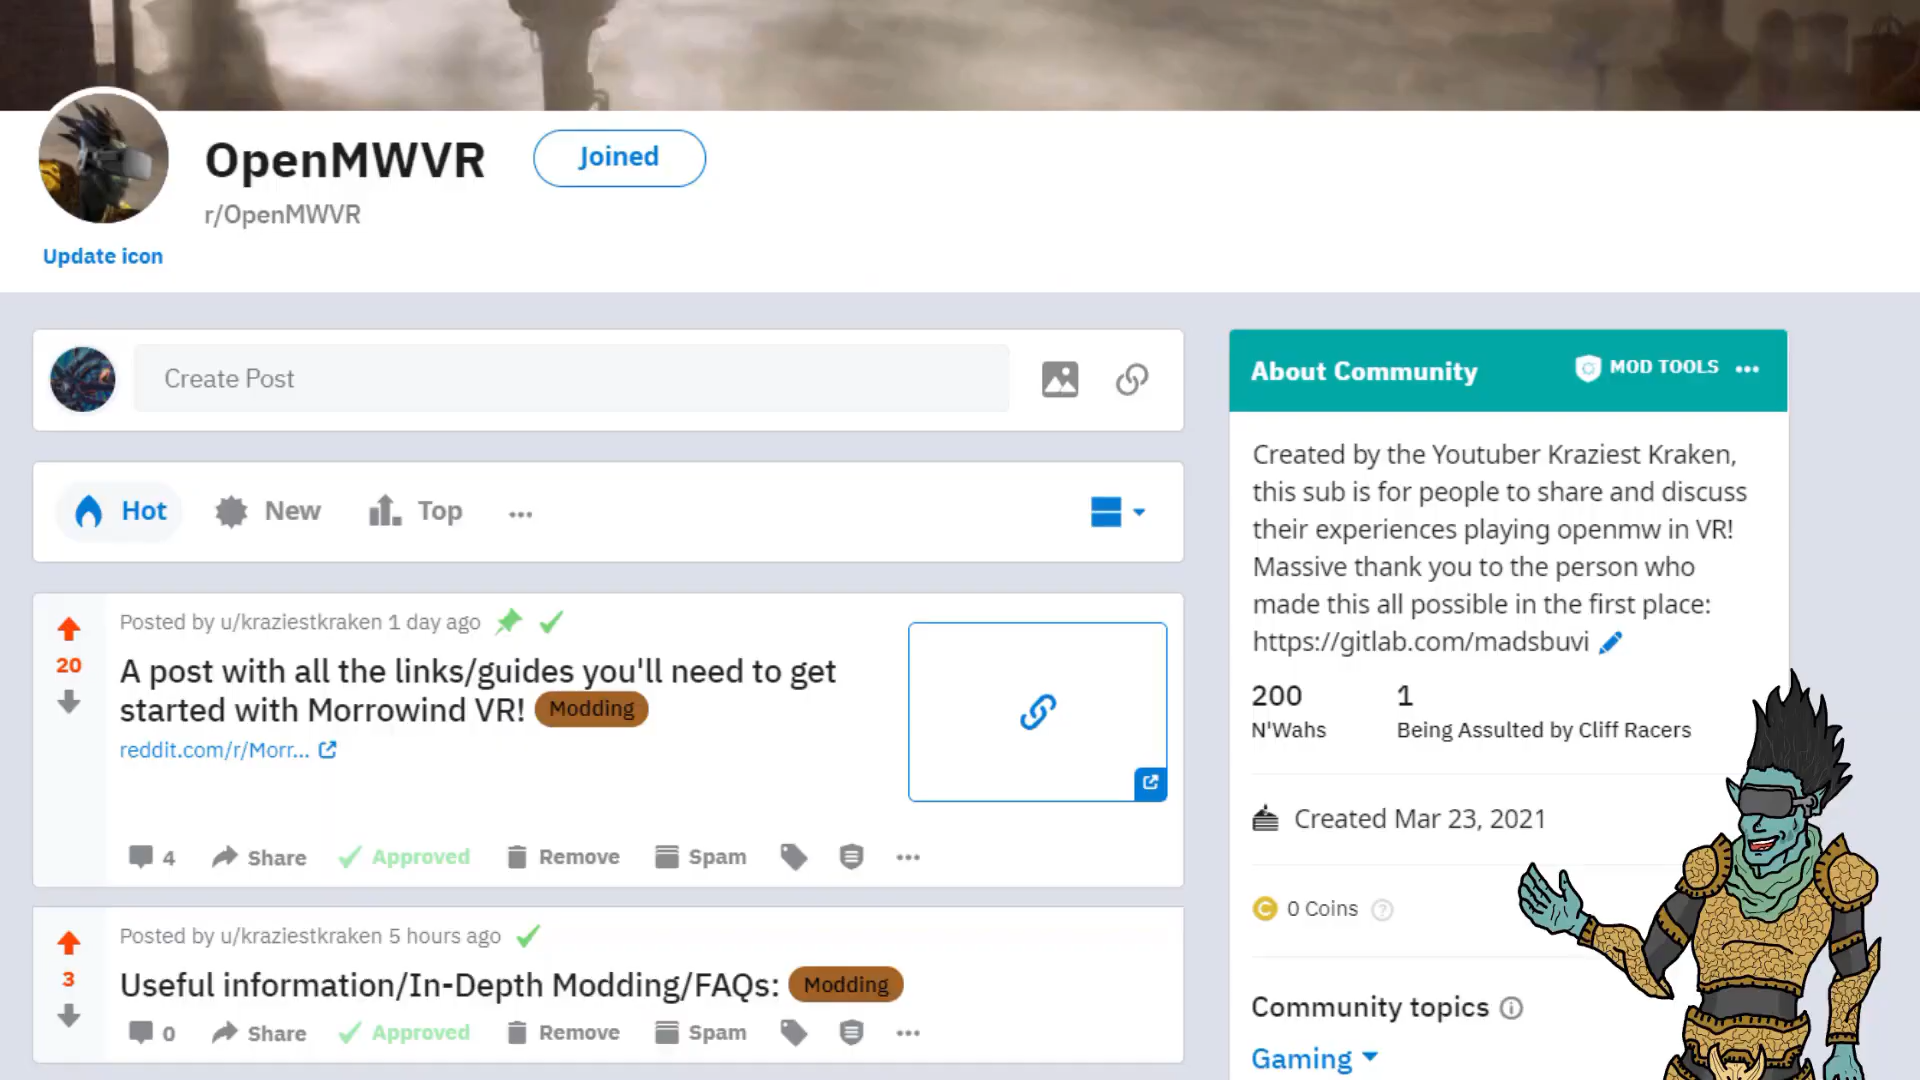 OpenMWVR
Joined
r/OpenMWVR
Update icon
Create Post
Hot
New
Top
Posted by u/kraziestkraken 1 day ago
20
A post with all the links/guides you'll need to get
started with Morrowind VR! Modding
reddit.com/r/Morr...
4
Share
Approved
Remove
Spam
Posted by u/kraziestkraken 5 hours ago
3
Useful information/In-Depth Modding/FAQs: Modding
0
Share
Approved
Remove
Spam
About Community
MOD TOOLS
Created by the Youtuber Kraziest Kraken,
this sub is for people to share and discuss
their experiences playing openmw in VR!
Massive thank you to the person who
made this all possible in the first place:
https://gitlab.com/madsbuvi
200
1
N'Wahs
Being Assulted by Cliff Racers
Created Mar 23, 2021
C 0 Coins ?
Community topics
Gaming